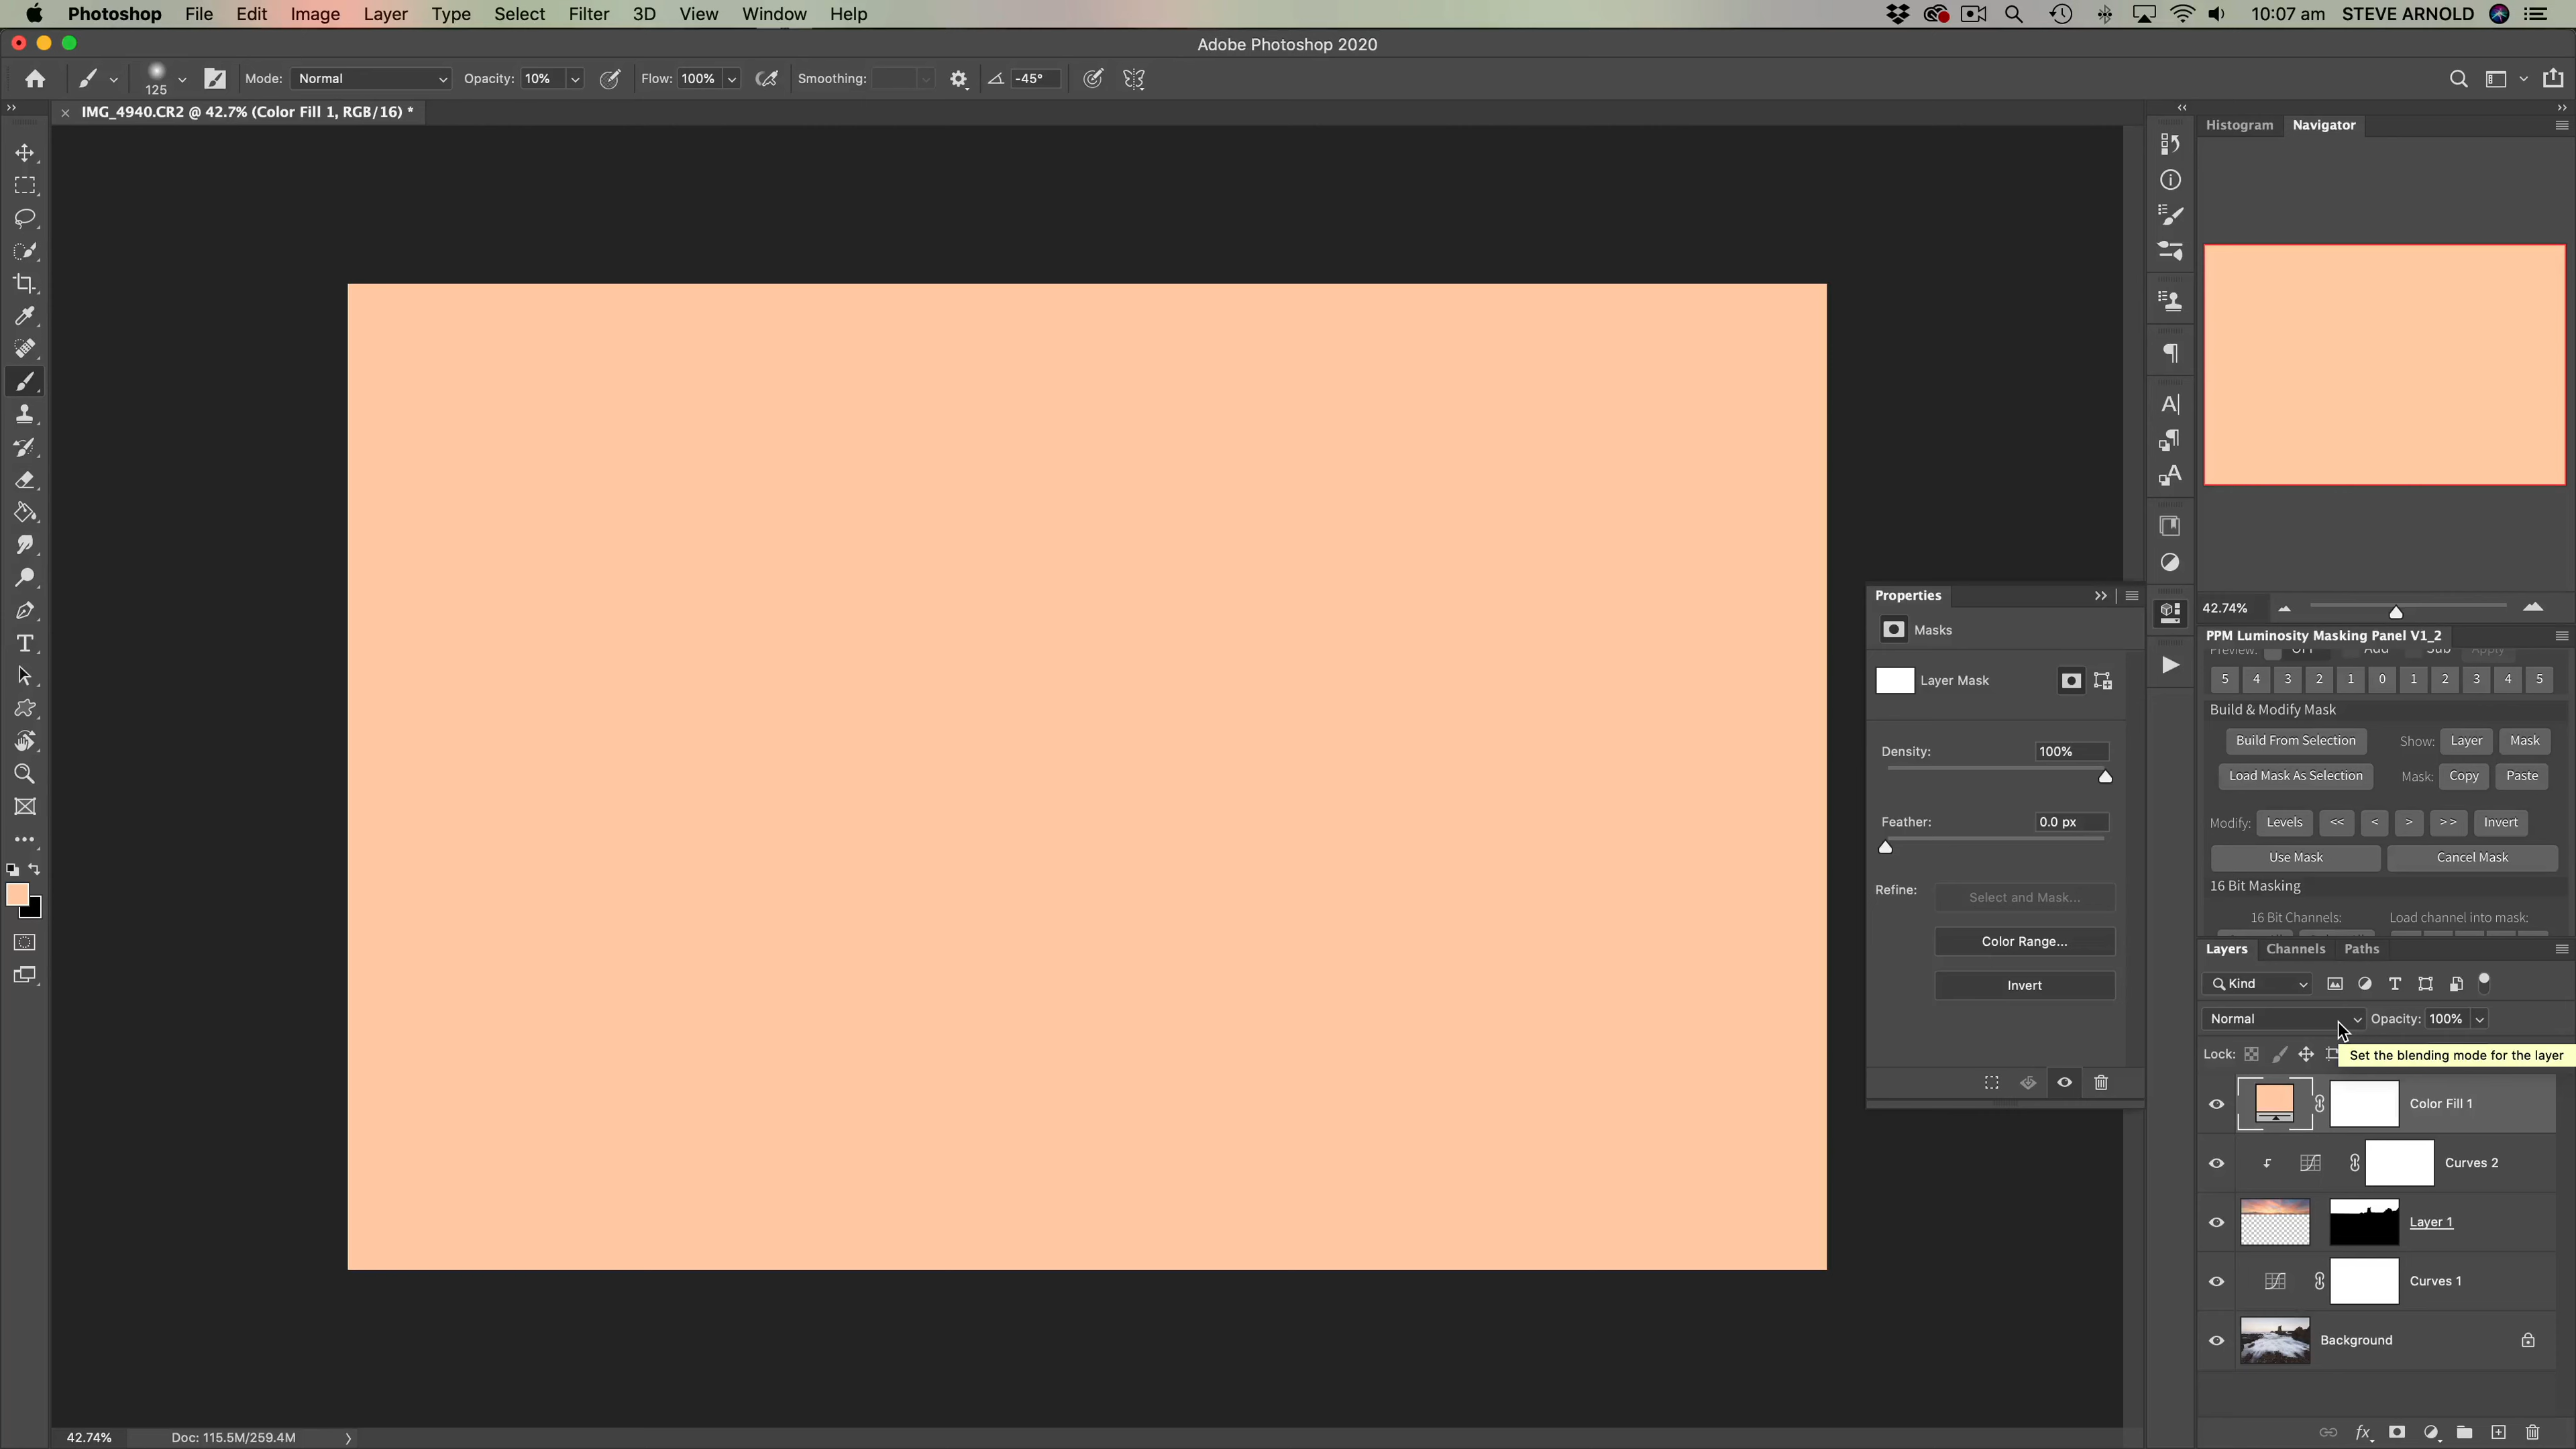 Photoshop File Edit Image Layer Type Select Filter 3D View Window Help 10:07 am STEVE ARNOLD
Adobe Photoshop 2020
125 Mode: Normal Opacity: 10% Flow: 100% Smoothing: -45°
IMG_4940.CR2 @ 42.7% (Color Fill 1, RGB/16) *
Histogram Navigator
42.74%
PPM Luminosity Masking Panel V1_2
Preview: OFF Add Sub Apply
5 4 3 2 1 0 1 2 3 4 5
Build & Modify Mask
Build From Selection Show: Layer Mask
Load Mask As Selection Mask: Copy Paste
Modify: Levels << < > >> Invert
Use Mask Cancel Mask
16 Bit Masking
16 Bit Channels: Load channel into mask:
Properties
Masks
Layer Mask
Density: 100%
Feather: 0.0 px
Refine: Select and Mask...
Color Range...
Invert
Layers Channels Paths
Kind
Normal Opacity: 100%
Lock:
Set the blending mode for the layer
Color Fill 1
Curves 2
Layer 1
Curves 1
Background
fx
42.74% Doc: 115.5M/259.4M